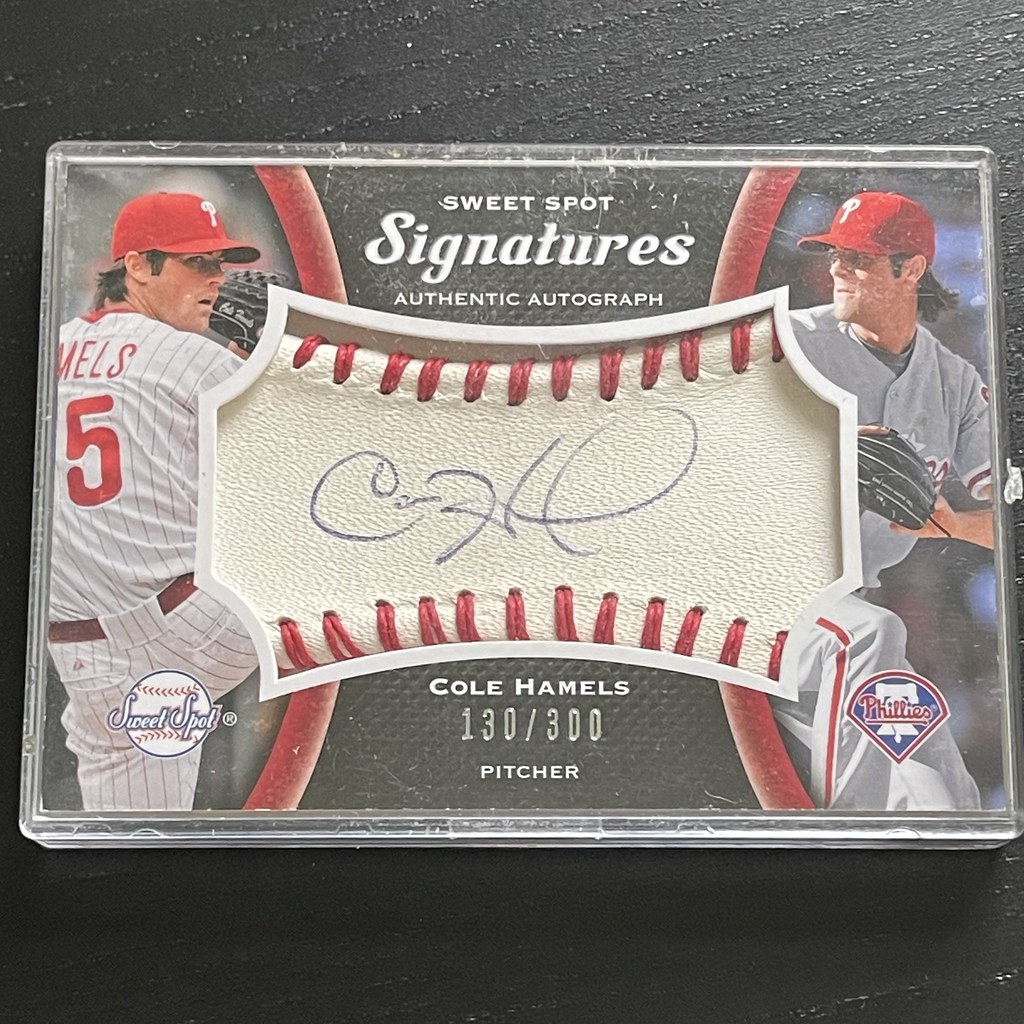 SWEET SPOT
Signatures
AUTHENTIC AUTOGRAPH
P
P
MELS
5
COLE HAMELS
130/300
PITCHER
Sweet Spot®
Phillies